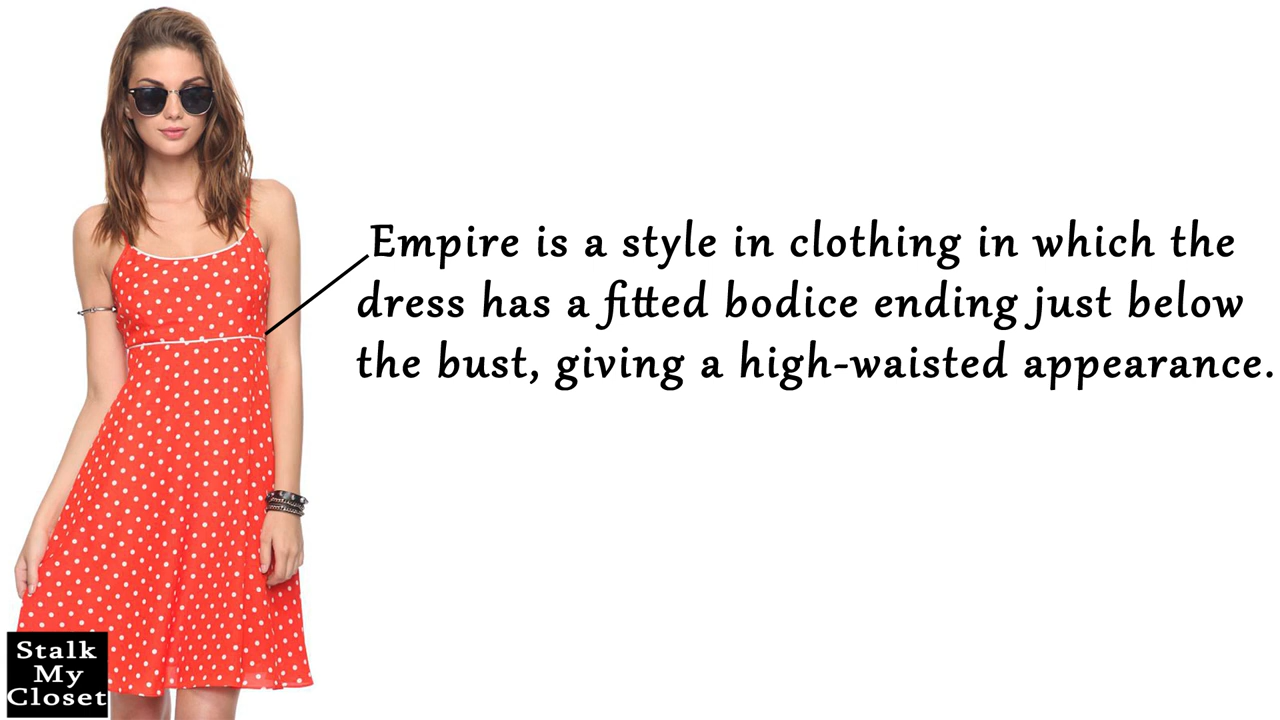 Empire is a style in clothing in which the
dress has a fitted bodice ending just below
the bust, giving a high-waisted appearance.
Stalk
My
Closet